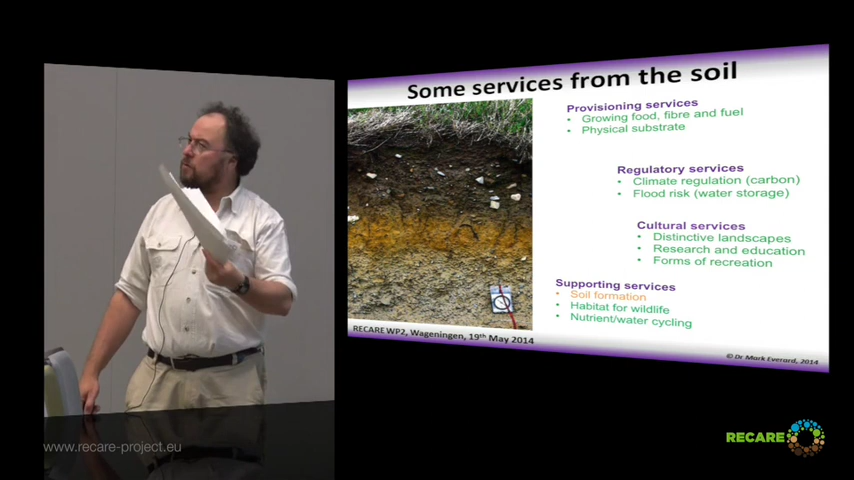 Some services from the soil
Provisioning services
• Growing food, fibre and fuel
• Physical substrate
Regulatory services
• Climate regulation (carbon)
• Flood risk (water storage)
Cultural services
• Distinctive landscapes
• Research and education
• Forms of recreation
Supporting services
• Soil formation
• Habitat for wildlife
• Nutrient/water cycling
RECARE WP2, Wageningen, 19th May 2014
© Dr Mark Everard, 2014
www.recare-project.eu
RECARE